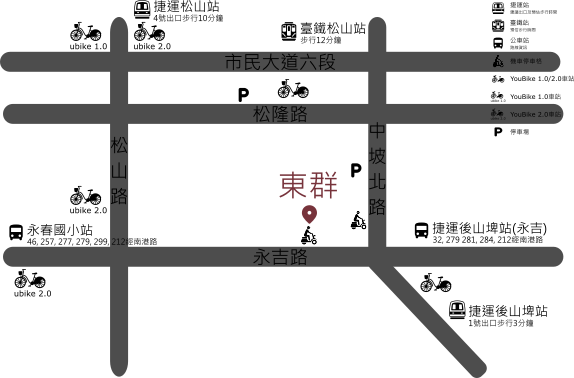 捷運松山站
4號出口步行10分鐘
ubike 1.0
ubike 2.0
臺鐵松山站
步行12分鐘
市民大道六段
P
松隆路
松山路
中坡北路
P
東群
ubike 2.0
永春國小站
46, 257, 277, 279, 299, 212經南港路
捷運後山埤站(永吉)
32, 279 281, 284, 212經南港路
永吉路
ubike 2.0
捷運後山埤站
1號出口步行3分鐘
捷運站
臺鐵站
公車站
機車停車格
YouBike 1.0/2.0車站
YouBike 1.0車站
YouBike 2.0車站
P 停車場